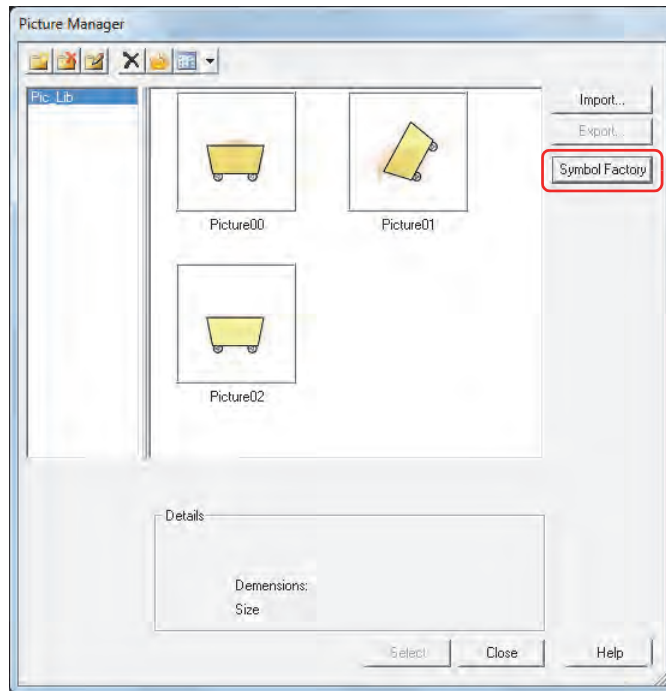 Picture Manager
Pic_Lib
Import...
Export...
Symbol Factory
Picture00
Picture01
Picture02
Details
Demensions:
Size
Select
Close
Help